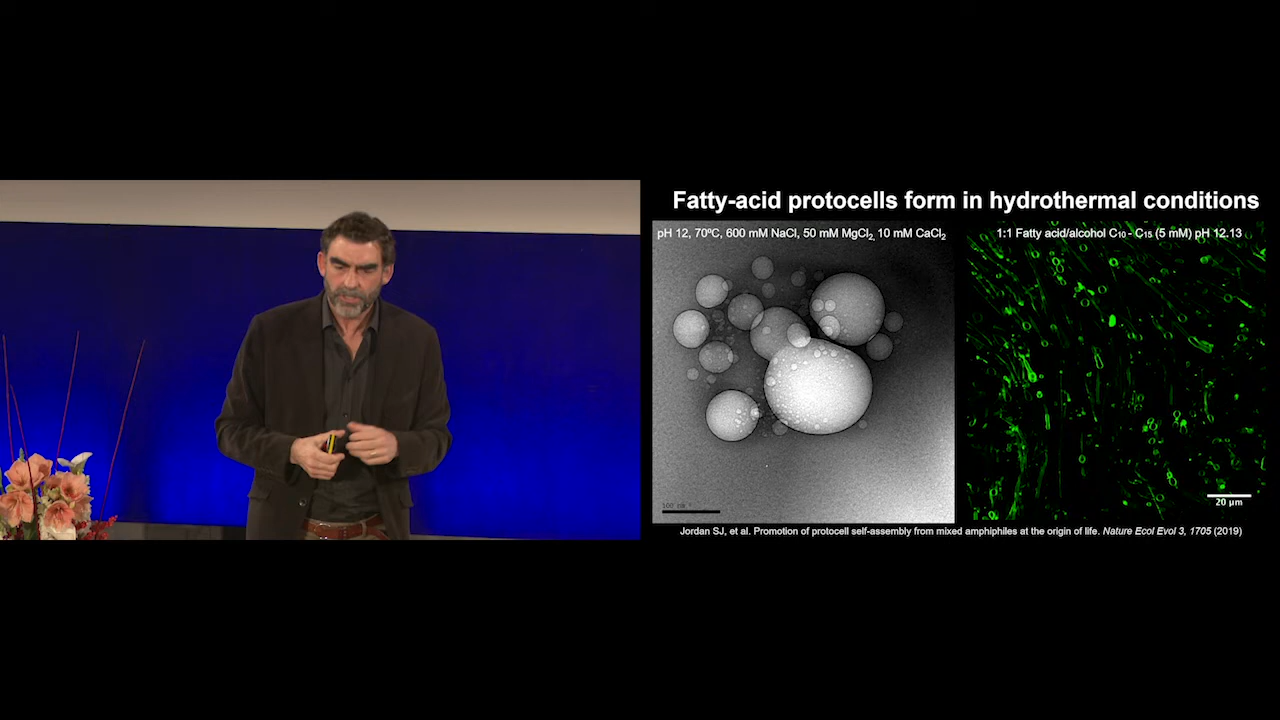 Fatty-acid protocells form in hydrothermal conditions
pH 12, 70ºC, 600 mM NaCl, 50 mM MgCl₂, 10 mM CaCl₂
1:1 Fatty acid/alcohol C₁₀ - C₁₅ (5 mM) pH 12.13
100 nm
20 µm
Jordan SJ, et al. Promotion of protocell self-assembly from mixed amphiphiles at the origin of life. Nature Ecol Evol 3, 1705 (2019)